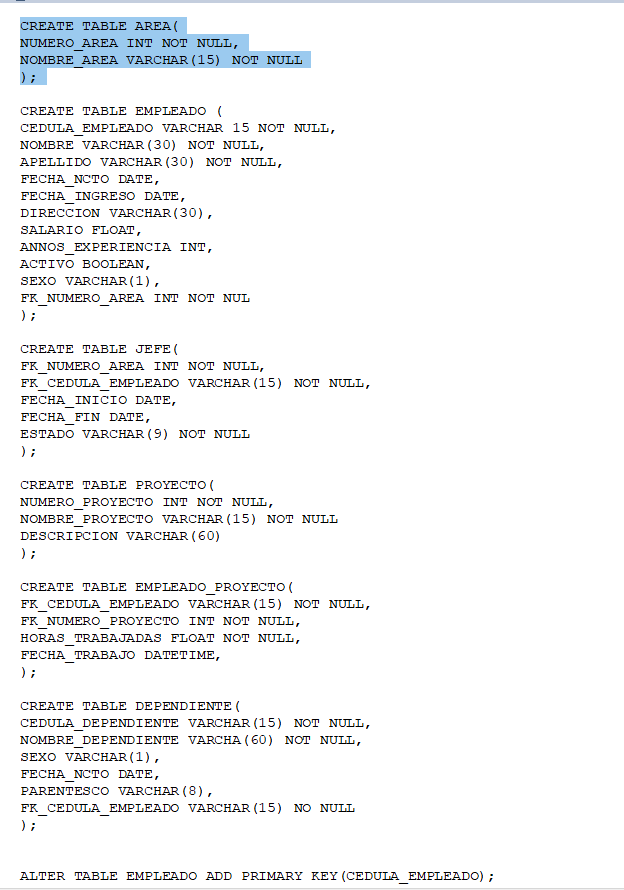 CREATE TABLE AREA(
NUMERO_AREA INT NOT NULL,
NOMBRE_AREA VARCHAR(15) NOT NULL
);
CREATE TABLE EMPLEADO (
CEDULA_EMPLEADO VARCHAR 15 NOT NULL,
NOMBRE VARCHAR(30) NOT NULL,
APELLIDO VARCHAR(30) NOT NULL,
FECHA_NCTO DATE,
FECHA_INGRESO DATE,
DIRECCION VARCHAR(30),
SALARIO FLOAT,
ANNOS_EXPERIENCIA INT,
ACTIVO BOOLEAN,
SEXO VARCHAR(1),
FK_NUMERO_AREA INT NOT NUL
);
CREATE TABLE JEFE(
FK_NUMERO_AREA INT NOT NULL,
FK_CEDULA_EMPLEADO VARCHAR(15) NOT NULL,
FECHA_INICIO DATE,
FECHA_FIN DATE,
ESTADO VARCHAR(9) NOT NULL
);
CREATE TABLE PROYECTO(
NUMERO_PROYECTO INT NOT NULL,
NOMBRE_PROYECTO VARCHAR(15) NOT NULL
DESCRIPCION VARCHAR(60)
);
CREATE TABLE EMPLEADO_PROYECTO(
FK_CEDULA_EMPLEADO VARCHAR(15) NOT NULL,
FK_NUMERO_PROYECTO INT NOT NULL,
HORAS_TRABAJADAS FLOAT NOT NULL,
FECHA_TRABAJO DATETIME,
);
CREATE TABLE DEPENDIENTE(
CEDULA_DEPENDIENTE VARCHAR(15) NOT NULL,
NOMBRE_DEPENDIENTE VARCHA(60) NOT NULL,
SEXO VARCHAR(1),
FECHA_NCTO DATE,
PARENTESCO VARCHAR(8),
FK_CEDULA_EMPLEADO VARCHAR(15) NO NULL
);
ALTER TABLE EMPLEADO ADD PRIMARY KEY(CEDULA_EMPLEADO);